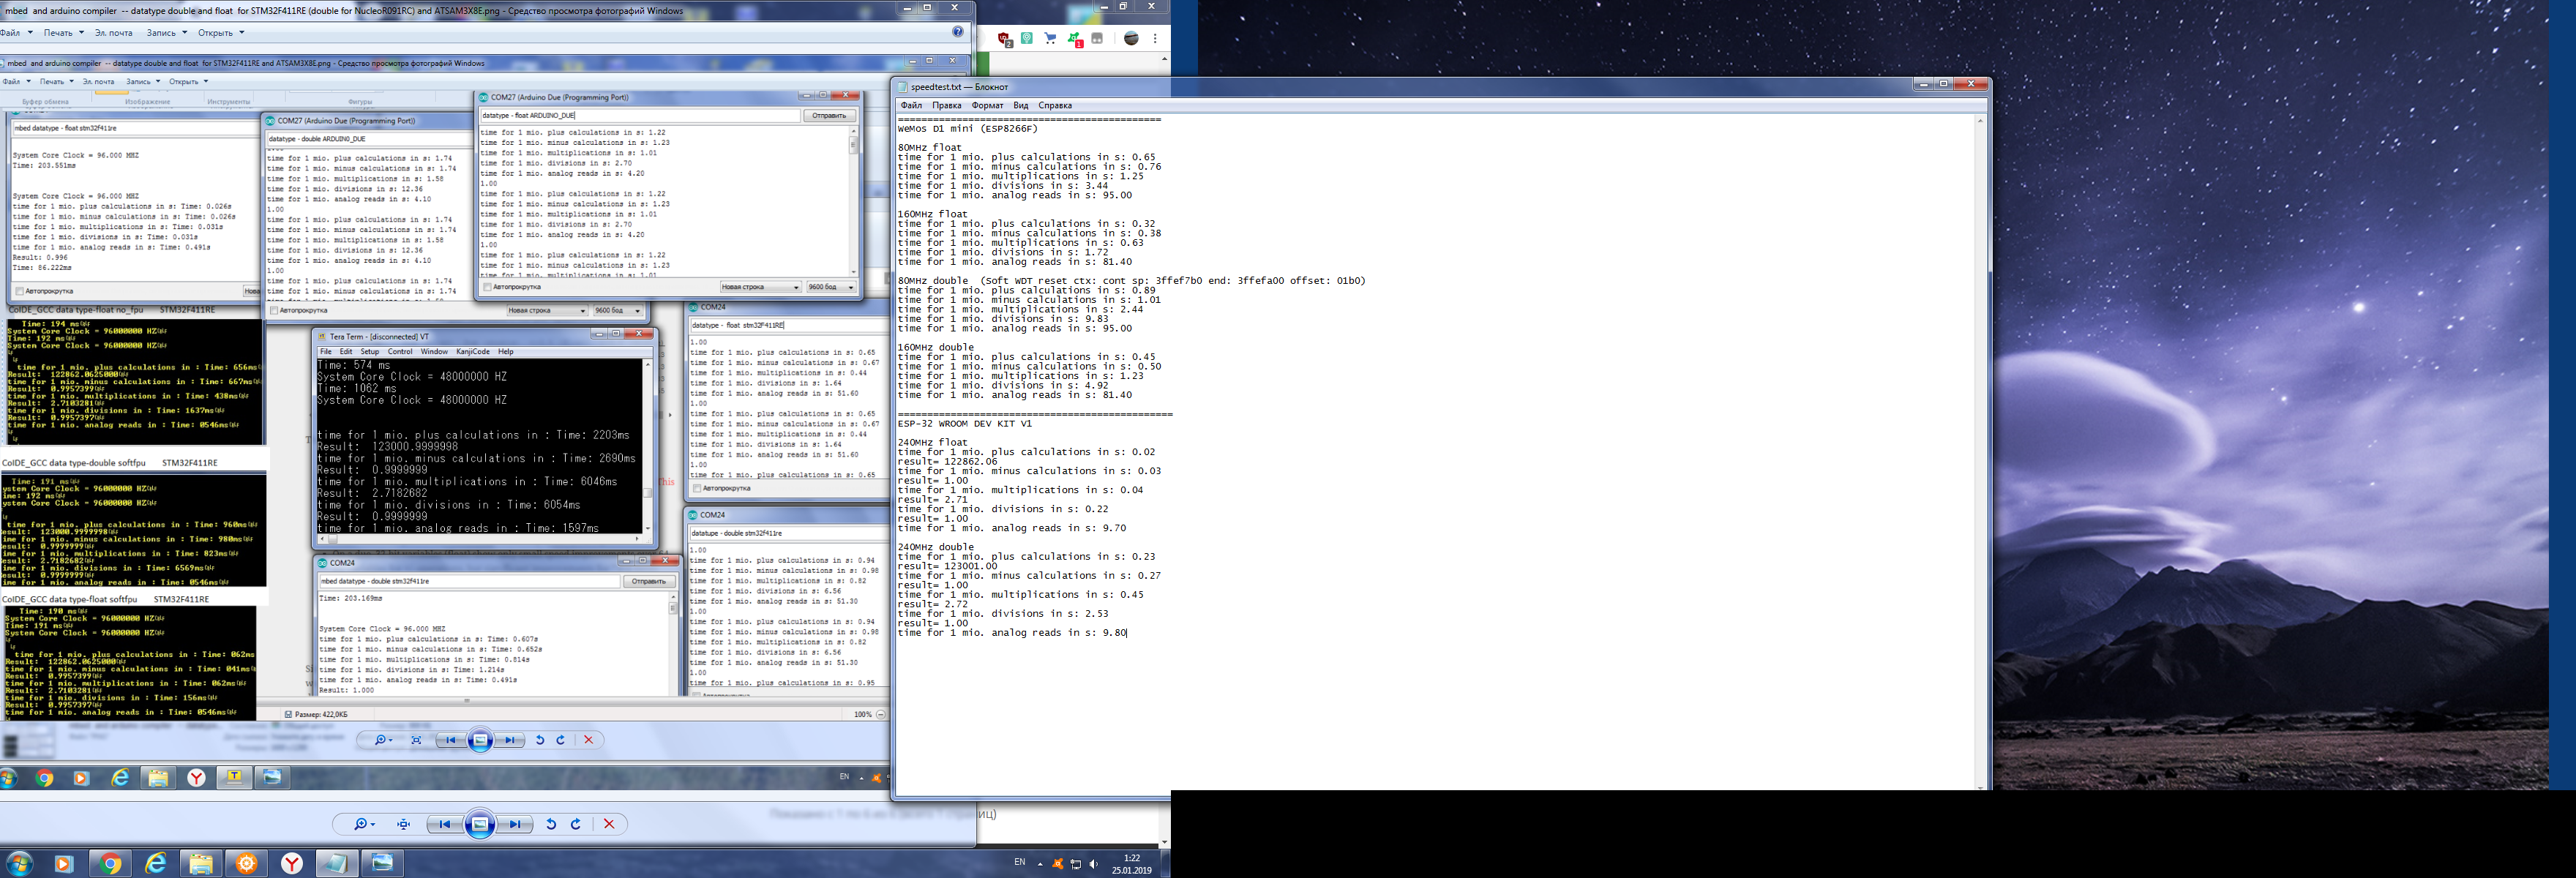 mbed  and arduino compiler  -- datatype double and float  for STM32F411RE (double for NucleoR091RC) and ATSAM3X8E.png - Средство просмотра фотографий Windows
Файл Печать Эл. почта Запись Открыть
mbed  and arduino compiler  -- datatype double and float  for STM32F411RE and ATSAM3X8E.png - Средство просмотра фотографий Windows
Файл Печать Эл. почта Запись Открыть
Буфер обмена Изображение Инструменты Фигуры
mbed datatype - float stm32f411re
System Core Clock = 96.000 MHZ
Time: 203.551ms
System Core Clock = 96.000 MHZ
time for 1 mio. plus calculations in s: Time: 0.026s
time for 1 mio. minus calculations in s: Time: 0.026s
time for 1 mio. multiplications in s: Time: 0.031s
time for 1 mio. divisions in s: Time: 0.031s
time for 1 mio. analog reads in s: Time: 0.491s
Result: 0.996
Time: 86.222ms
Автопрокрутка
COM27 (Arduino Due (Programming Port))
datatype - double ARDUINO_DUE
time for 1 mio. plus calculations in s: 1.74
time for 1 mio. minus calculations in s: 1.74
time for 1 mio. multiplications in s: 1.58
time for 1 mio. divisions in s: 12.36
time for 1 mio. analog reads in s: 4.10
1.00
time for 1 mio. plus calculations in s: 1.74
time for 1 mio. minus calculations in s: 1.74
time for 1 mio. multiplications in s: 1.58
time for 1 mio. divisions in s: 12.36
time for 1 mio. analog reads in s: 4.10
1.00
time for 1 mio. plus calculations in s: 1.74
time for 1 mio. minus calculations in s: 1.74
Автопрокрутка Новая строка 9600 бод
COM27 (Arduino Due (Programming Port))
datatype - float ARDUINO_DUE Отправить
time for 1 mio. plus calculations in s: 1.22
time for 1 mio. minus calculations in s: 1.23
time for 1 mio. multiplications in s: 1.01
time for 1 mio. divisions in s: 2.70
time for 1 mio. analog reads in s: 4.20
1.00
time for 1 mio. plus calculations in s: 1.22
time for 1 mio. minus calculations in s: 1.23
time for 1 mio. multiplications in s: 1.01
time for 1 mio. divisions in s: 2.70
time for 1 mio. analog reads in s: 4.20
1.00
time for 1 mio. plus calculations in s: 1.22
time for 1 mio. minus calculations in s: 1.23
time for 1 mio. multiplications in s: 1.01
Автопрокрутка Новая строка 9600 бод
CoIDE_GCC data type-float no_fpu STM32F411RE
Time: 194 ms
System Core Clock = 96000000 HZ
Time: 192 ms
System Core Clock = 96000000 HZ
time for 1 mio. plus calculations in : Time: 656ms
Result:  122862.0625000
time for 1 mio. minus calculations in : Time: 667ms
Result:  0.9957399
time for 1 mio. multiplications in : Time: 438ms
Result:  2.7103281
time for 1 mio. divisions in : Time: 1637ms
Result:  0.9957397
time for 1 mio. analog reads in : Time: 0546ms
CoIDE_GCC data type-double softfpu STM32F411RE
Time: 191 ms
ystem Core Clock = 96000000 HZ
ime: 192 ms
ystem Core Clock = 96000000 HZ
time for 1 mio. plus calculations in : Time: 960ms
esult:  123000.9999998
ime for 1 mio. minus calculations in : Time: 980ms
esult:  0.9999999
ime for 1 mio. multiplications in : Time: 823ms
esult:  2.7182682
ime for 1 mio. divisions in : Time: 6569ms
esult:  0.9999999
ime for 1 mio. analog reads in : Time: 0546ms
CoIDE_GCC data type-float softfpu STM32F411RE
Time: 190 ms
System Core Clock = 96000000 HZ
Time: 191 ms
System Core Clock = 96000000 HZ
time for 1 mio. plus calculations in : Time: 062ms
Result:  122862.0625000
time for 1 mio. minus calculations in : Time: 041ms
Result:  0.9957399
time for 1 mio. multiplications in : Time: 062ms
Result:  2.7103281
time for 1 mio. divisions in : Time: 156ms
Result:  0.9957397
time for 1 mio. analog reads in : Time: 0546ms
Tera Term - [disconnected] VT
File Edit Setup Control Window KanjiCode Help
Time: 574 ms
System Core Clock = 48000000 HZ
Time: 1062 ms
System Core Clock = 48000000 HZ
time for 1 mio. plus calculations in : Time: 2203ms
Result:  123000.9999998
time for 1 mio. minus calculations in : Time: 2690ms
Result:  0.9999999
time for 1 mio. multiplications in : Time: 6046ms
Result:  2.7182682
time for 1 mio. divisions in : Time: 6054ms
Result:  0.9999999
time for 1 mio. analog reads in : Time: 1597ms
COM24
mbed datatype - double stm32f411re Отправить
Time: 203.169ms
System Core Clock = 96.000 MHZ
time for 1 mio. plus calculations in s: Time: 0.607s
time for 1 mio. minus calculations in s: Time: 0.652s
time for 1 mio. multiplications in s: Time: 0.814s
time for 1 mio. divisions in s: Time: 1.214s
time for 1 mio. analog reads in s: Time: 0.491s
Result: 1.000
COM24
datatype - float  stm32F411RE
1.00
time for 1 mio. plus calculations in s: 0.65
time for 1 mio. minus calculations in s: 0.67
time for 1 mio. multiplications in s: 0.44
time for 1 mio. divisions in s: 1.64
time for 1 mio. analog reads in s: 51.60
1.00
time for 1 mio. plus calculations in s: 0.65
time for 1 mio. minus calculations in s: 0.67
time for 1 mio. multiplications in s: 0.44
time for 1 mio. divisions in s: 1.64
time for 1 mio. analog reads in s: 51.60
1.00
time for 1 mio. plus calculations in s: 0.65
Автопрокрутка
This
COM24
datatupe - double stm32f411re
1.00
time for 1 mio. plus calculations in s: 0.94
time for 1 mio. minus calculations in s: 0.98
time for 1 mio. multiplications in s: 0.82
time for 1 mio. divisions in s: 6.56
time for 1 mio. analog reads in s: 51.30
1.00
time for 1 mio. plus calculations in s: 0.94
time for 1 mio. minus calculations in s: 0.98
time for 1 mio. multiplications in s: 0.82
time for 1 mio. divisions in s: 6.56
time for 1 mio. analog reads in s: 51.30
1.00
time for 1 mio. plus calculations in s: 0.95
Размер: 422,0КБ 100%
EN
speedtest.txt — Блокнот
Файл Правка Формат Вид Справка
=============================================
WeMos D1 mini (ESP8266F)
80MHz float
time for 1 mio. plus calculations in s: 0.65
time for 1 mio. minus calculations in s: 0.76
time for 1 mio. multiplications in s: 1.25
time for 1 mio. divisions in s: 3.44
time for 1 mio. analog reads in s: 95.00
160MHz float
time for 1 mio. plus calculations in s: 0.32
time for 1 mio. minus calculations in s: 0.38
time for 1 mio. multiplications in s: 0.63
time for 1 mio. divisions in s: 1.72
time for 1 mio. analog reads in s: 81.40
80MHz double  (Soft WDT reset ctx: cont sp: 3ffef7b0 end: 3ffefa00 offset: 01b0)
time for 1 mio. plus calculations in s: 0.89
time for 1 mio. minus calculations in s: 1.01
time for 1 mio. multiplications in s: 2.44
time for 1 mio. divisions in s: 9.83
time for 1 mio. analog reads in s: 95.00
160MHz double
time for 1 mio. plus calculations in s: 0.45
time for 1 mio. minus calculations in s: 0.50
time for 1 mio. multiplications in s: 1.23
time for 1 mio. divisions in s: 4.92
time for 1 mio. analog reads in s: 81.40
===============================================
ESP-32 WROOM DEV KIT V1
240MHz float
time for 1 mio. plus calculations in s: 0.02
result= 122862.06
time for 1 mio. minus calculations in s: 0.03
result= 1.00
time for 1 mio. multiplications in s: 0.04
result= 2.71
time for 1 mio. divisions in s: 0.22
result= 1.00
time for 1 mio. analog reads in s: 9.70
240MHz double
time for 1 mio. plus calculations in s: 0.23
result= 123001.00
time for 1 mio. minus calculations in s: 0.27
result= 1.00
time for 1 mio. multiplications in s: 0.45
result= 2.72
time for 1 mio. divisions in s: 2.53
result= 1.00
time for 1 mio. analog reads in s: 9.80
EN
1:22
25.01.2019